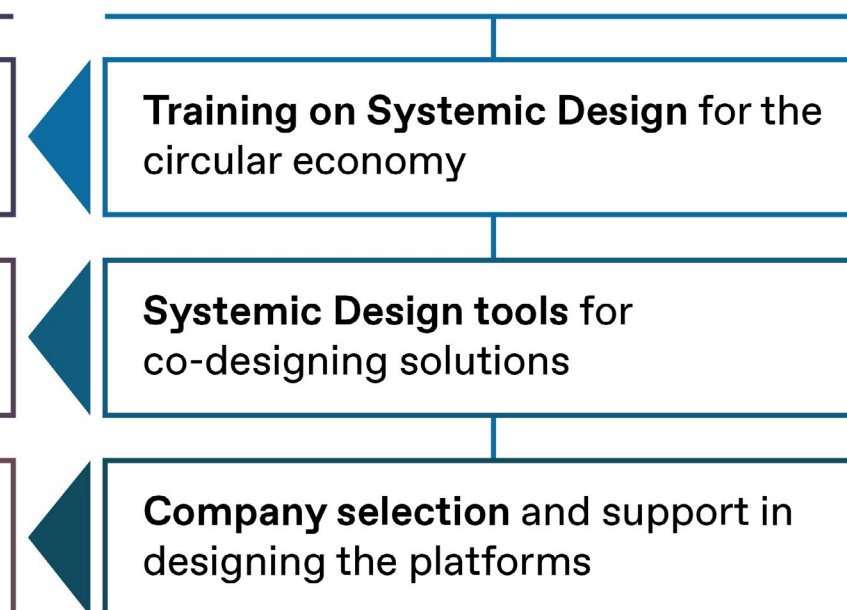 Training on Systemic Design for the
circular economy
Systemic Design tools for
co-designing solutions
Company selection and support in
designing the platforms